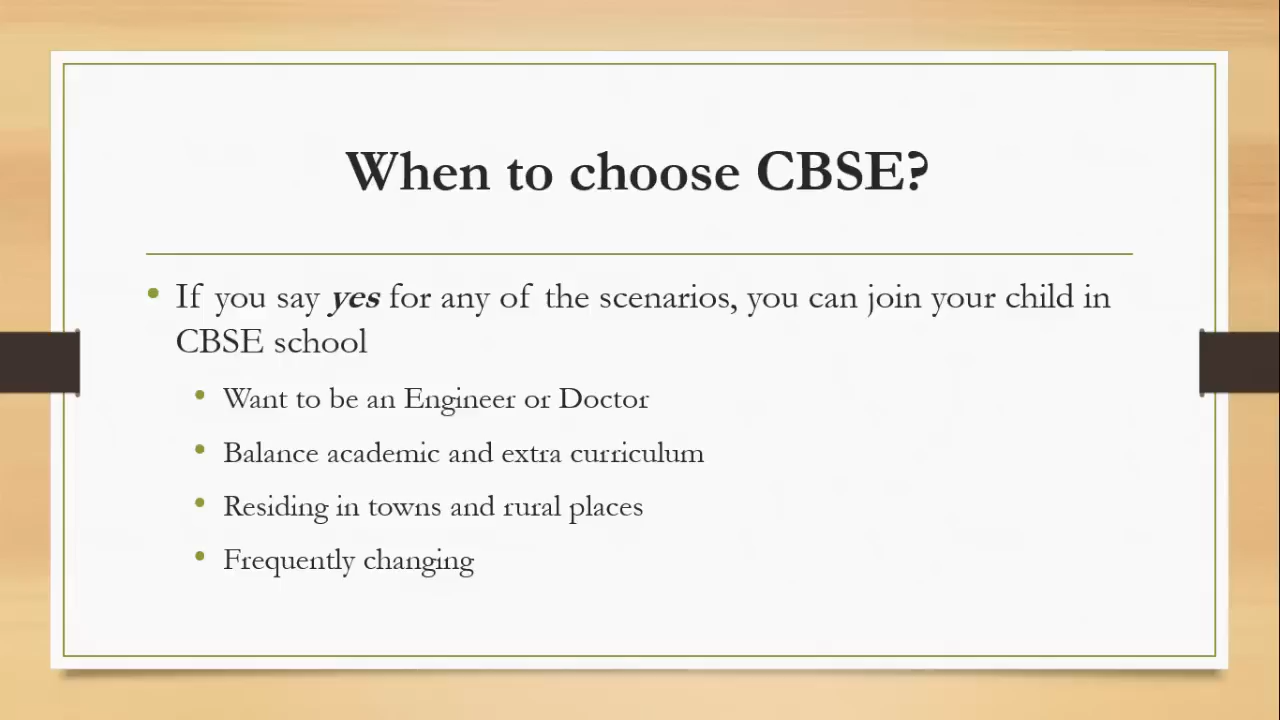 When to choose CBSE?
If you say yes for any of the scenarios, you can join your child in
CBSE school
Want to be an Engineer or Doctor
Balance academic and extra curriculum
Residing in towns and rural places
Frequently changing